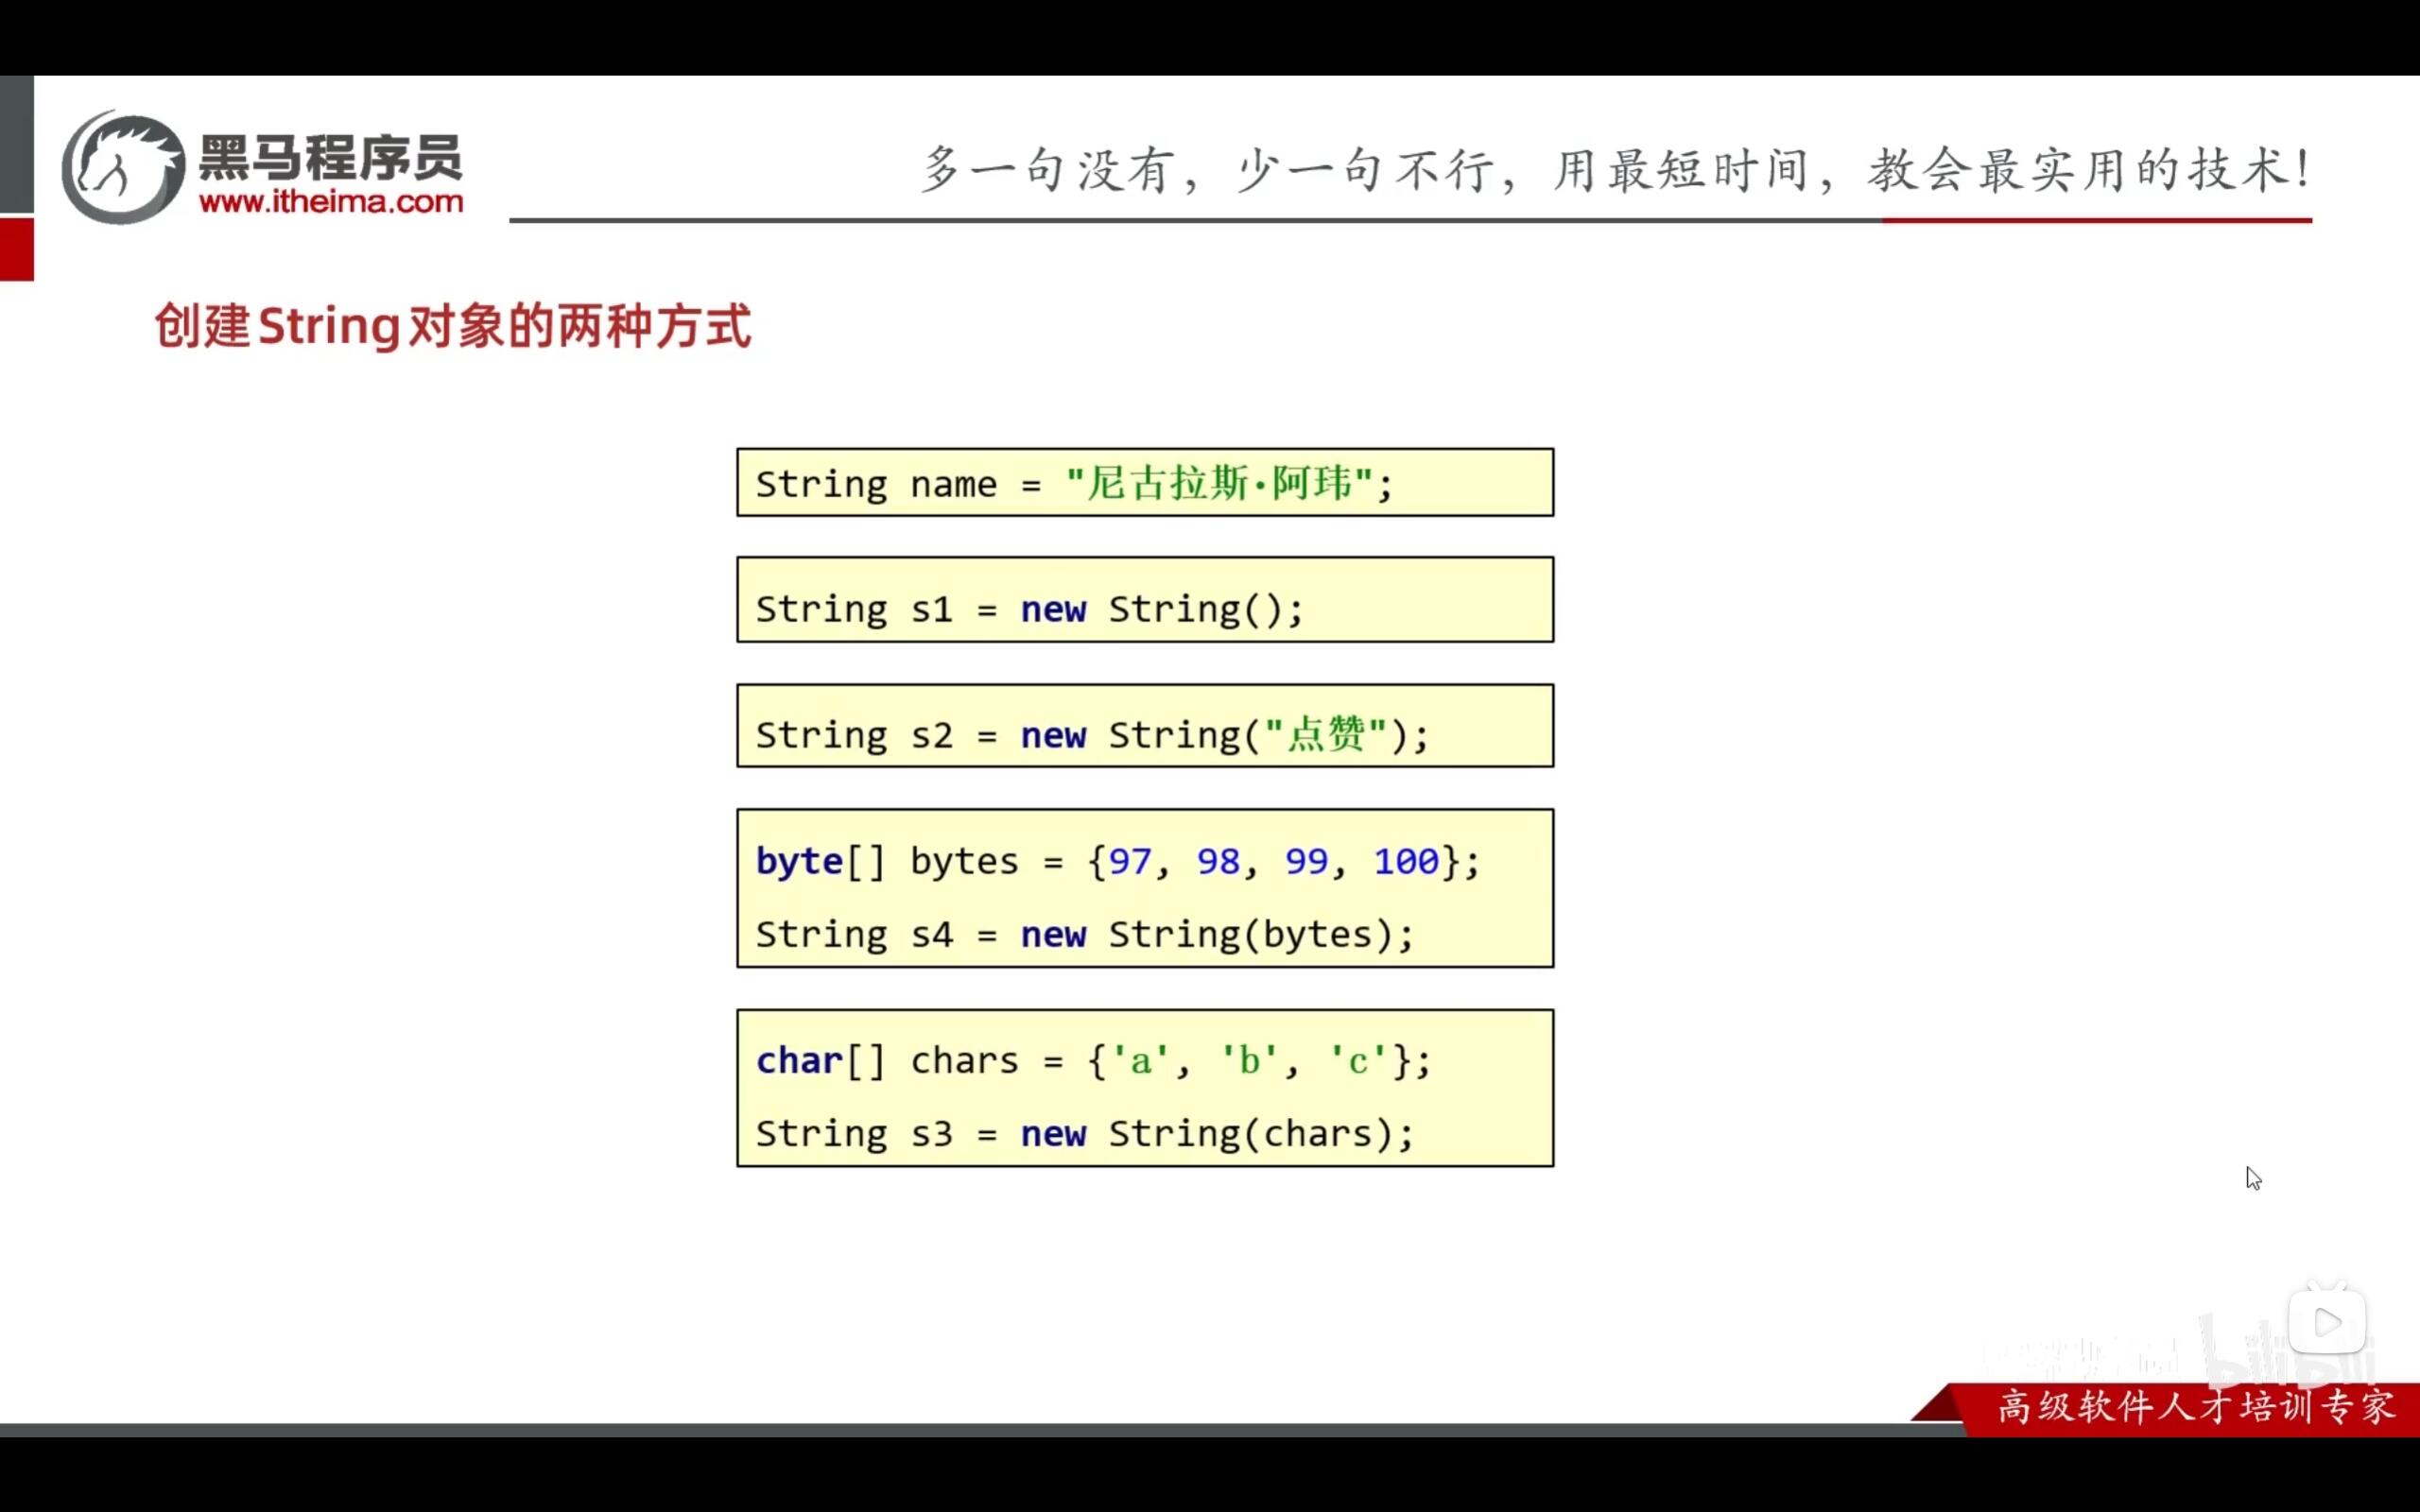 黑马程序员
www.itheima.com
多一句没有，少一句不行，用最短时间，教会最实用的技术！
创建String对象的两种方式
String name = "尼古拉斯·阿玮";
String s1 = new String();
String s2 = new String("点赞");
byte[] bytes = {97, 98, 99, 100};
String s4 = new String(bytes);
char[] chars = {'a', 'b', 'c'};
String s3 = new String(chars);
bilibili
高级软件人才培训专家